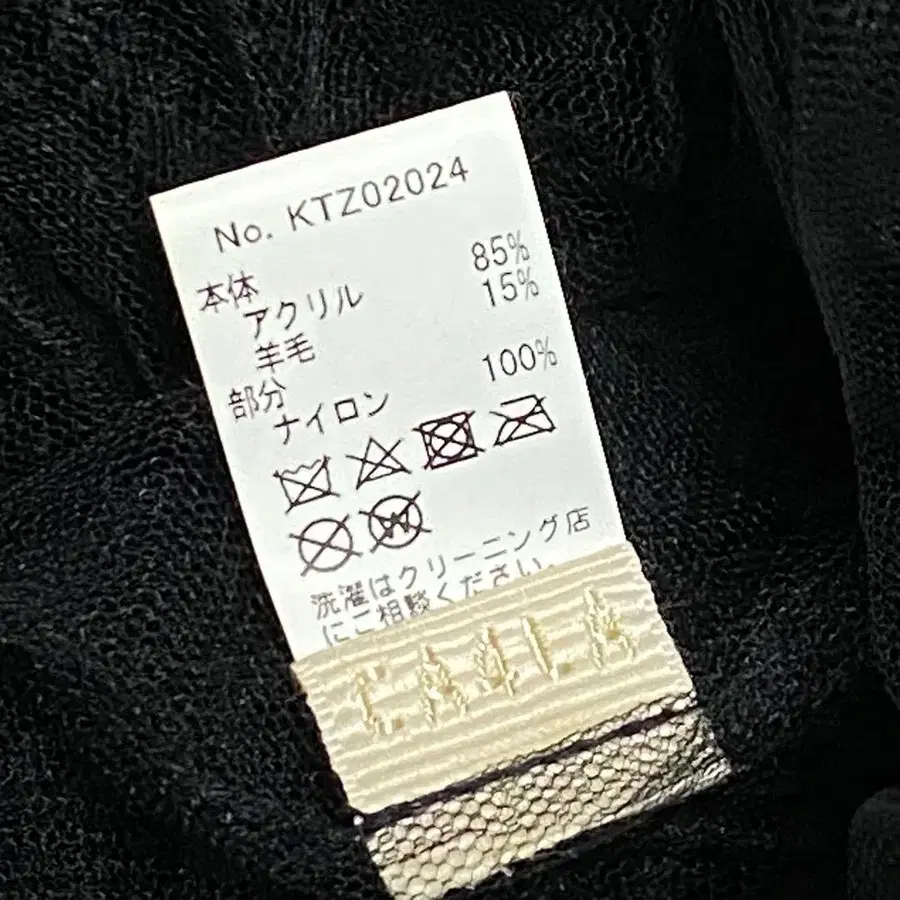 No. KTZ02024
本体
アクリル 85%
羊毛 15%
部分
ナイロン 100%
W
洗濯はクリーニング店
にご相談ください。
CA4LA